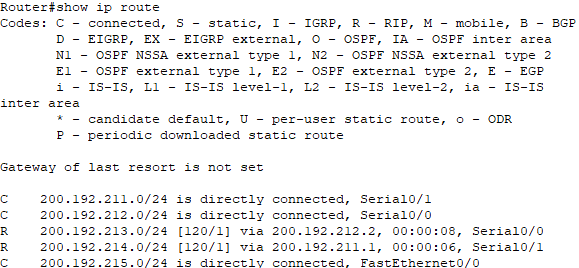 Router#show ip route
Codes: C - connected, S - static, I - IGRP, R - RIP, M - mobile, B - BGP
D - EIGRP, EX - EIGRP external, O - OSPF, IA - OSPF inter area
N1 - OSPF NSSA external type 1, N2 - OSPF NSSA external type 2
E1 - OSPF external type 1, E2 - OSPF external type 2, E - EGP
i - IS-IS, L1 - IS-IS level-1, L2 - IS-IS level-2, ia - IS-IS
inter area
* - candidate default, U - per-user static route, o - ODR
P - periodic downloaded static route
Gateway of last resort is not set
C 200.192.211.0/24 is directly connected, Serial0/1
C 200.192.212.0/24 is directly connected, Serial0/0
R 200.193.213.0/24 [120/1] via 200.192.212.2, 00:00:08, Serial0/0
R 200.192.214.0/24 [120/1] via 200.192.211.1, 00:00:06, Serial0/1
C 200.192.215.0/24 is directly connected, FastEthernet0/0